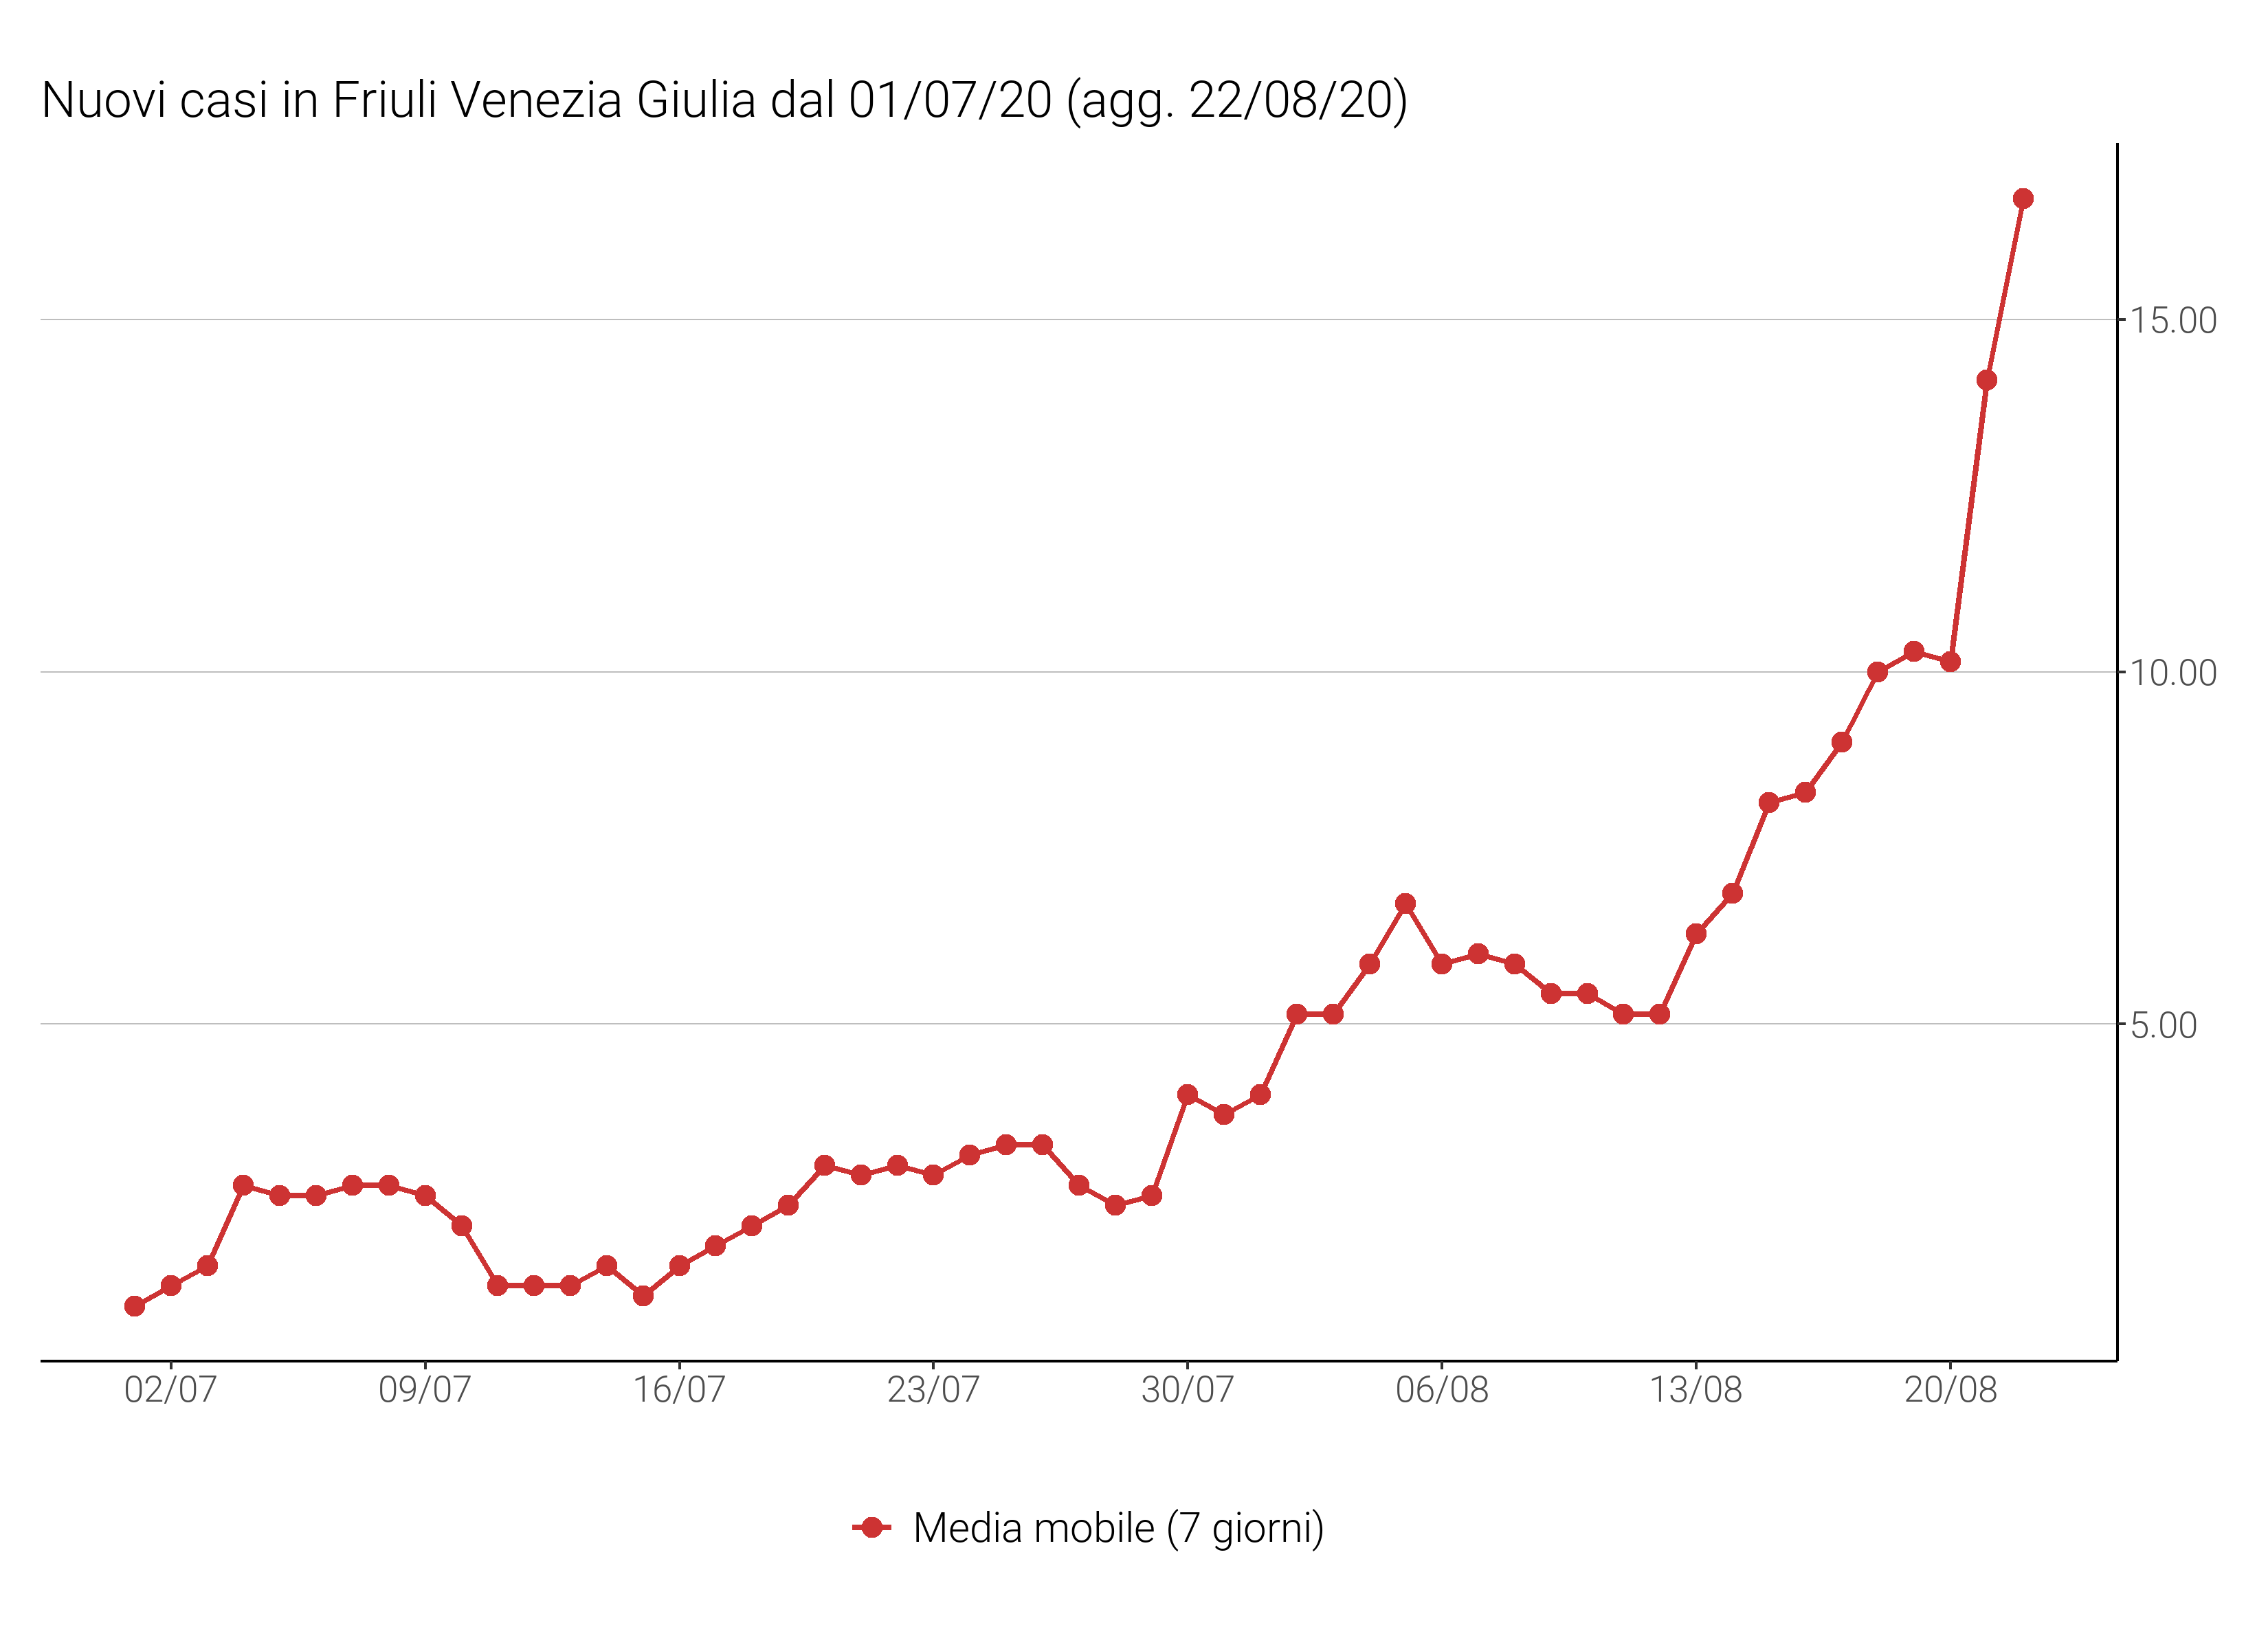 Nuovi casi in Friuli Venezia Giulia dal 01/07/20 (agg. 22/08/20)
15.00
10.00
5.00
02/07 09/07 16/07 23/07 30/07 06/08 13/08 20/08
Media mobile (7 giorni)